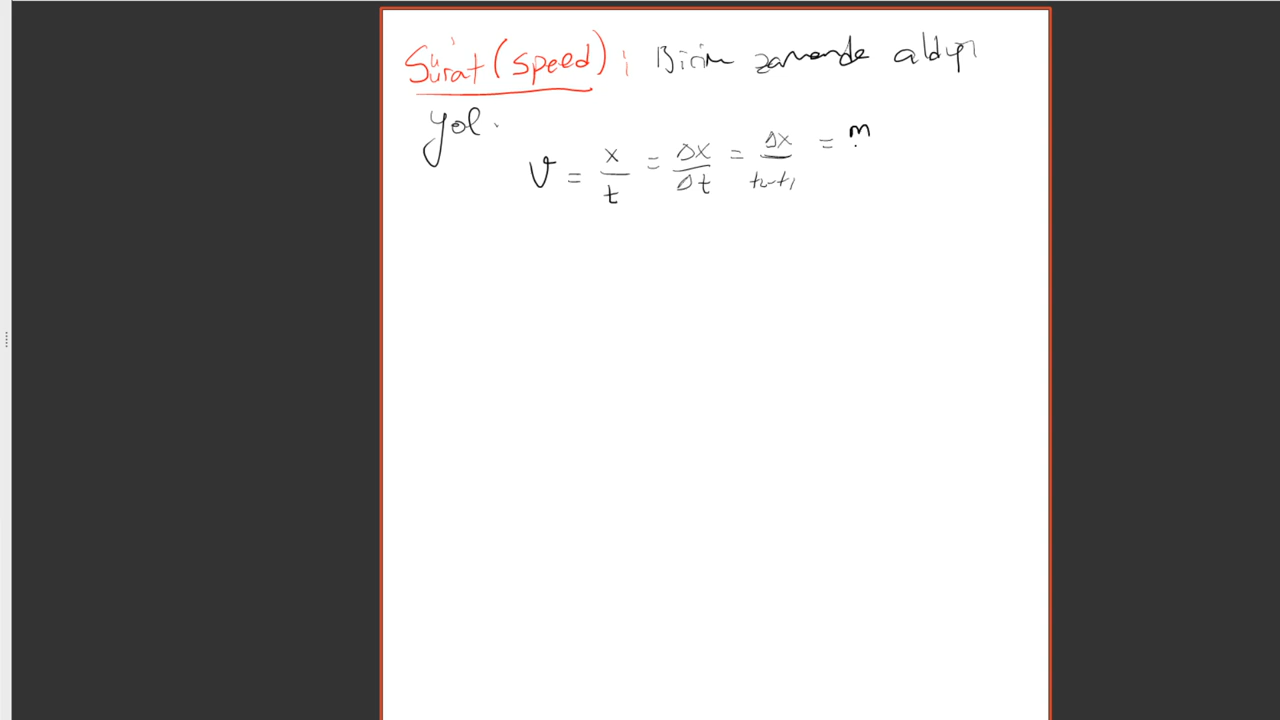 Sürat (speed) : Birim zamanda aldığı
yol.
V = x/t = Δx/Δt = Δx/t₂-t₁ = m